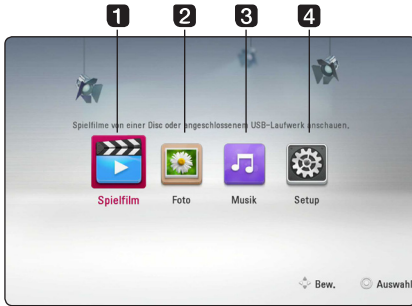 1 2 3 4
Spielfilme von einer Disc oder angeschlossenem USB-Laufwerk anschauen.
Spielfilm Foto Musik Setup
Bew. Auswahl